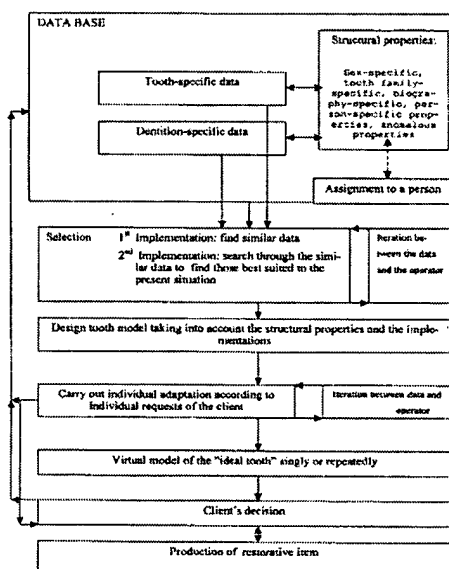 DATA BASE
Structural properties:
Sex-specific,
tooth family-
specific, biogra-
phy-specific, per-
son-specific prop-
erties, anomalous
properties
Tooth-specific data
Dentition-specific data
Assignment to a person
Selection 1st Implementation: find similar data
2nd Implementation: search through the simi-
lar data to find those best suited to the
present situation
Iteration be-
tween the data
and the operator
Design tooth model taking into account the structural properties and the imple-
mentations
Carry out individual adaptation according to
individual requests of the client
Iteration between data and
operator
Virtual model of the "ideal tooth" singly or repeatedly
Client's decision
Production of restorative item